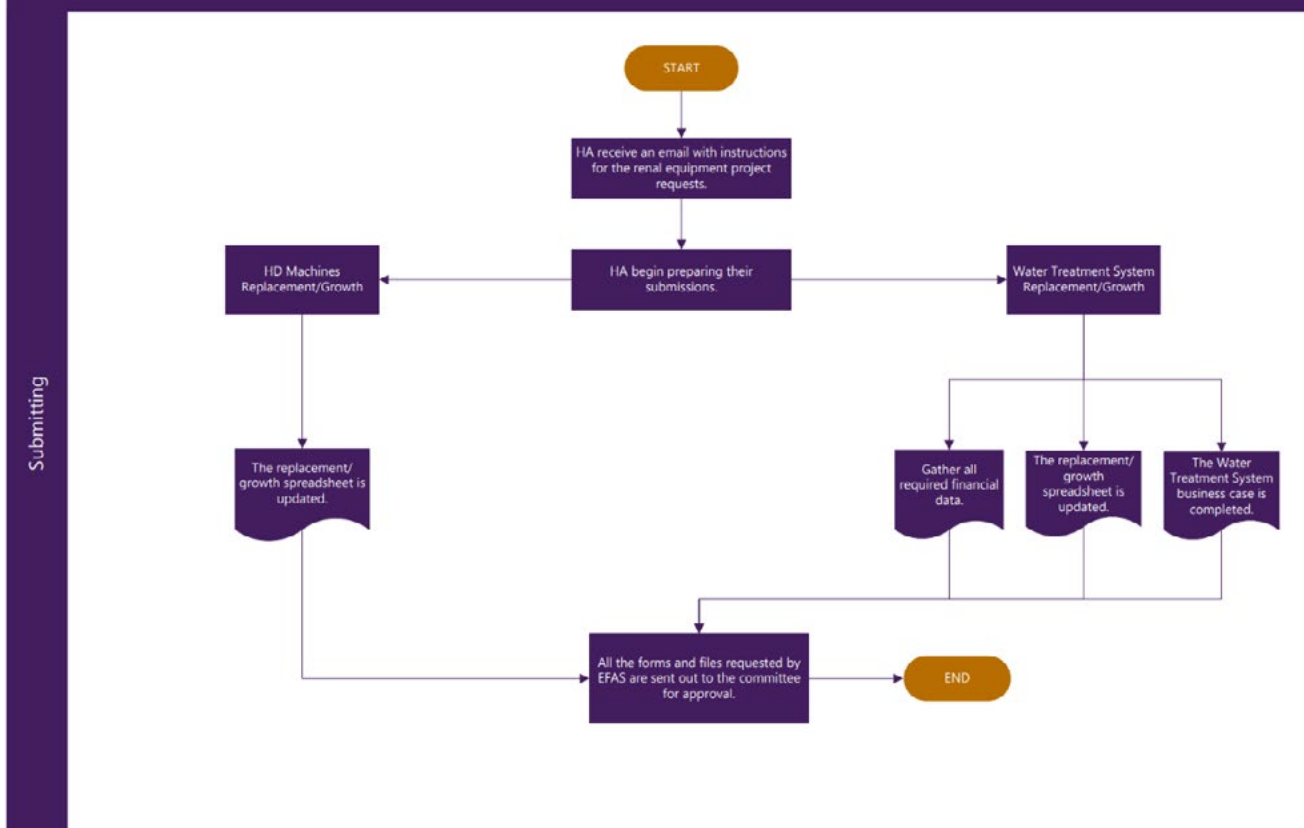 Submitting
START
HA receive an email with instructions
for the renal equipment project
requests.
HD Machines
Replacement/Growth
HA begin preparing their
submissions.
Water Treatment System
Replacement/Growth
The replacement/
growth spreadsheet is
updated.
Gather all
required financial
data.
The replacement/
growth
spreadsheet is
updated.
The Water
Treatment System
business case is
completed.
All the forms and files requested by
EFAS are sent out to the committee
for approval.
END